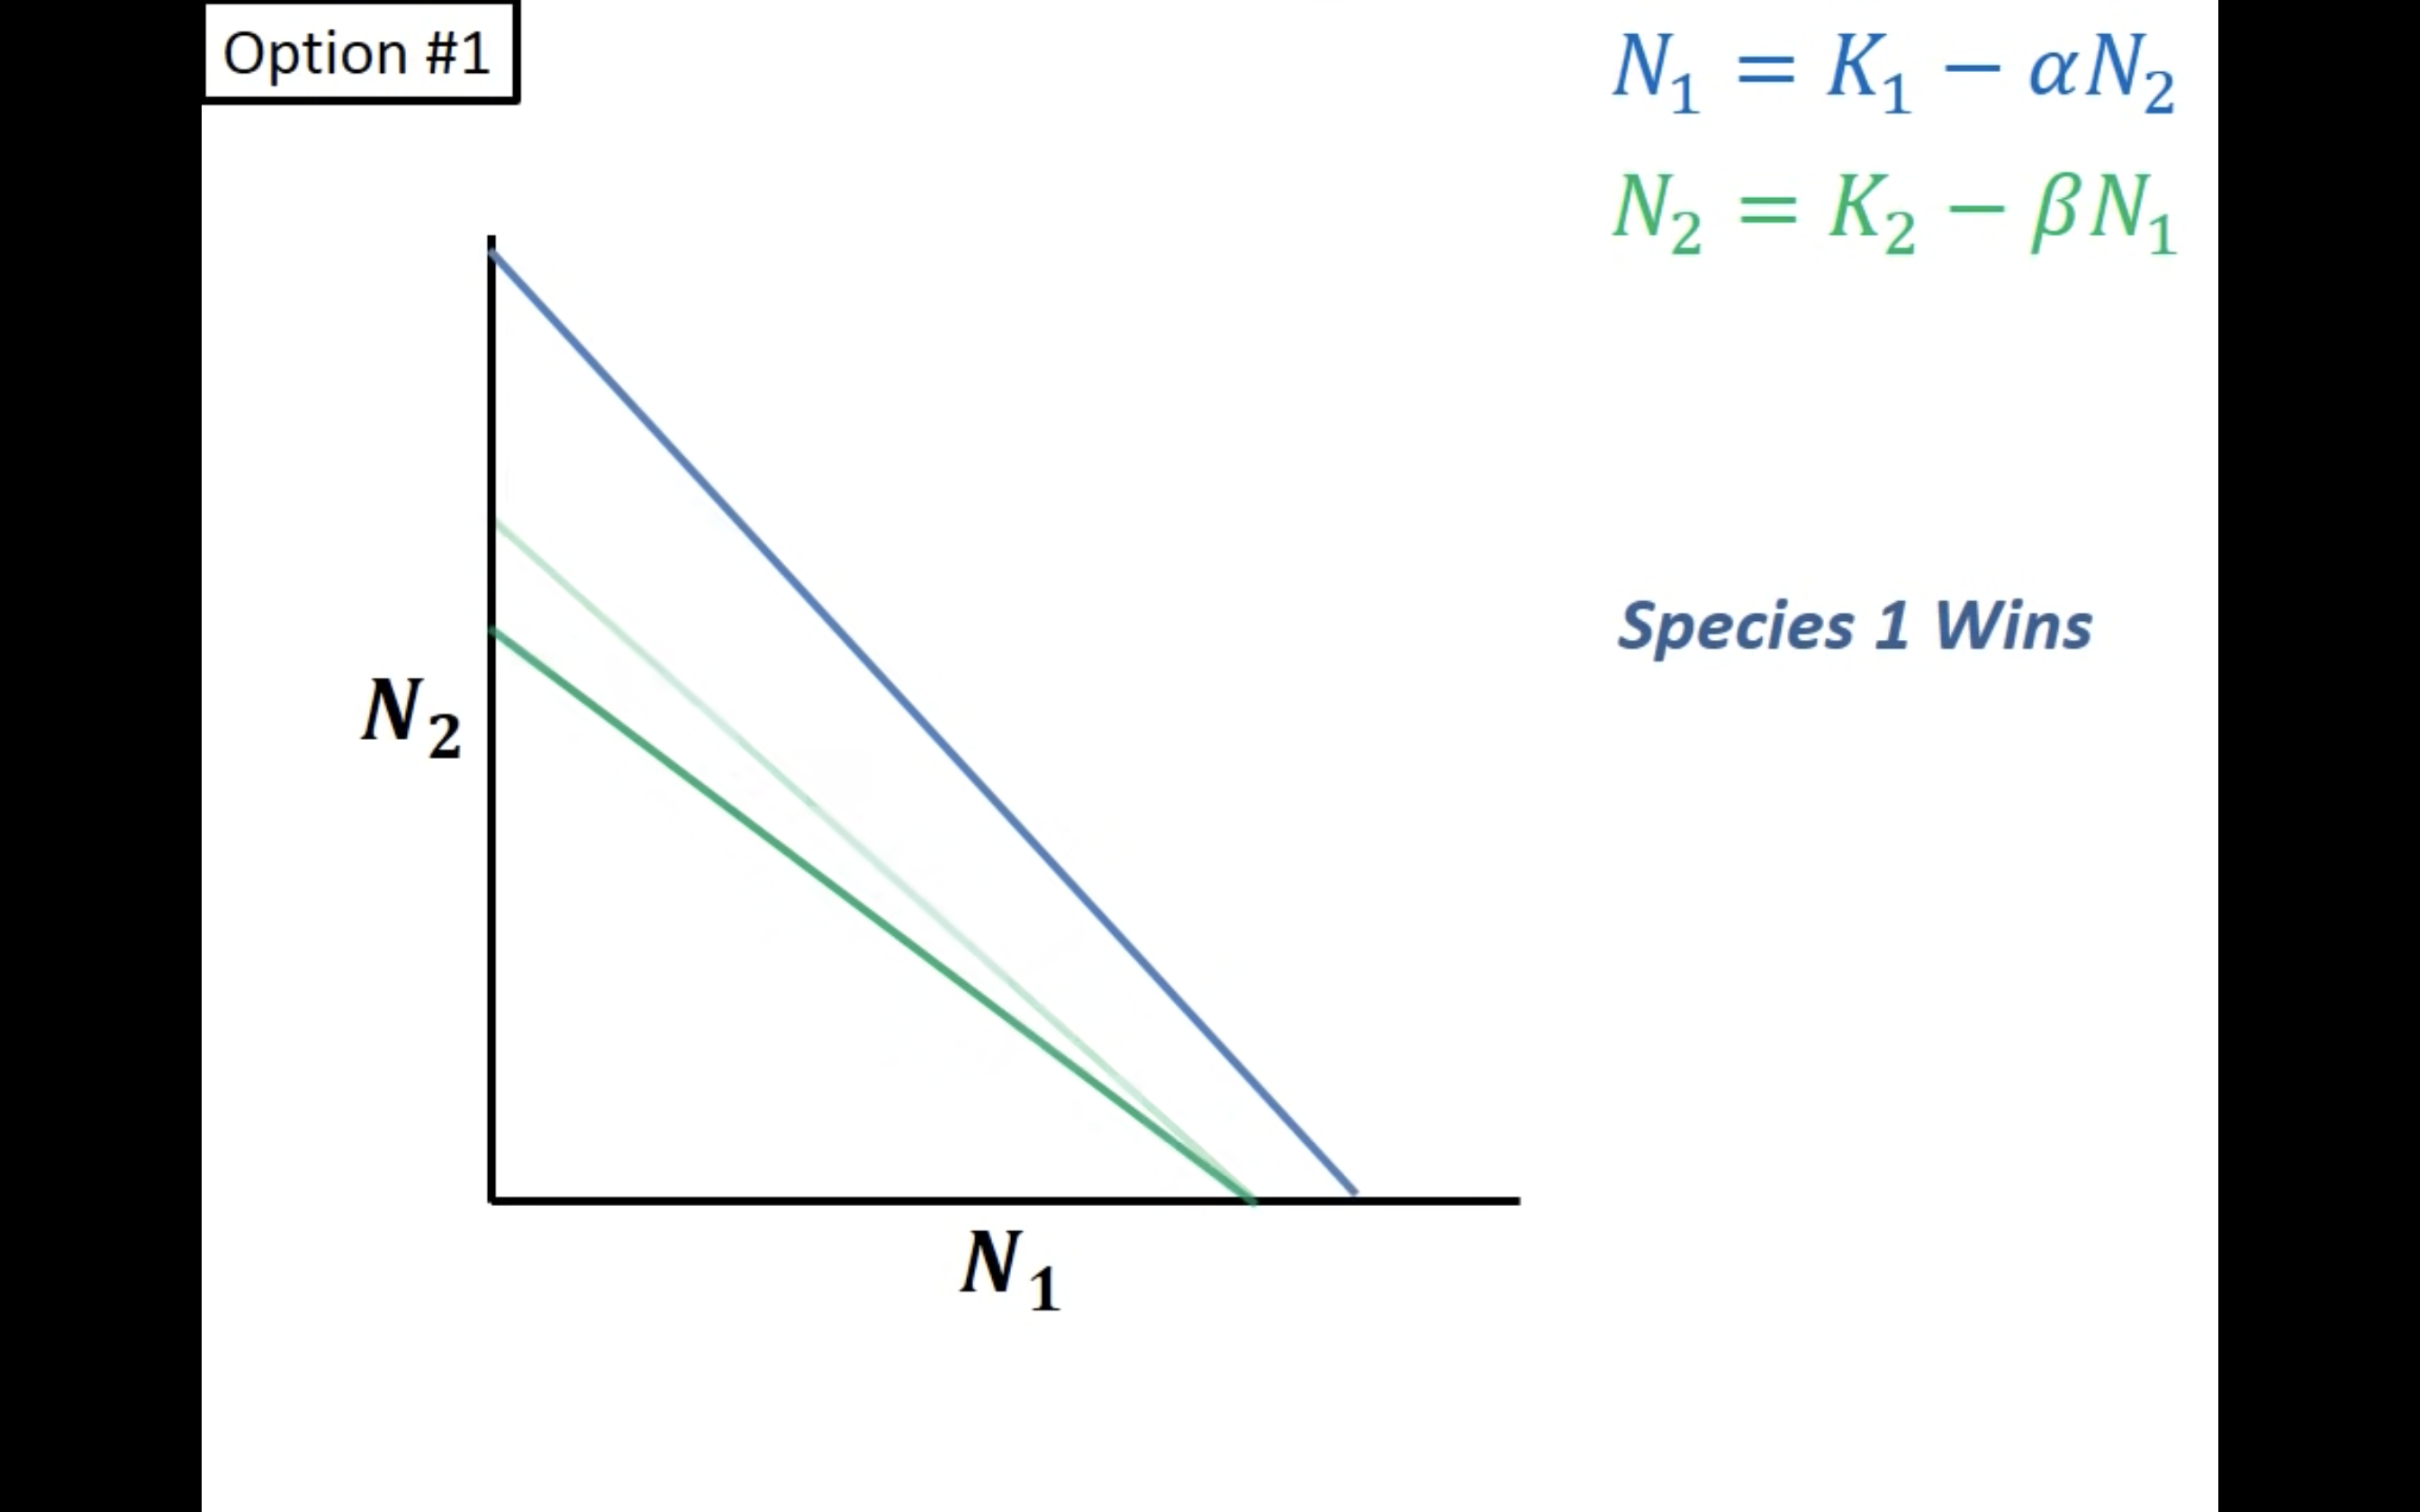 Option #1
N₁ = K₁ − αN₂
N₂ = K₂ − βN₁
Species 1 Wins
N₂
N₁